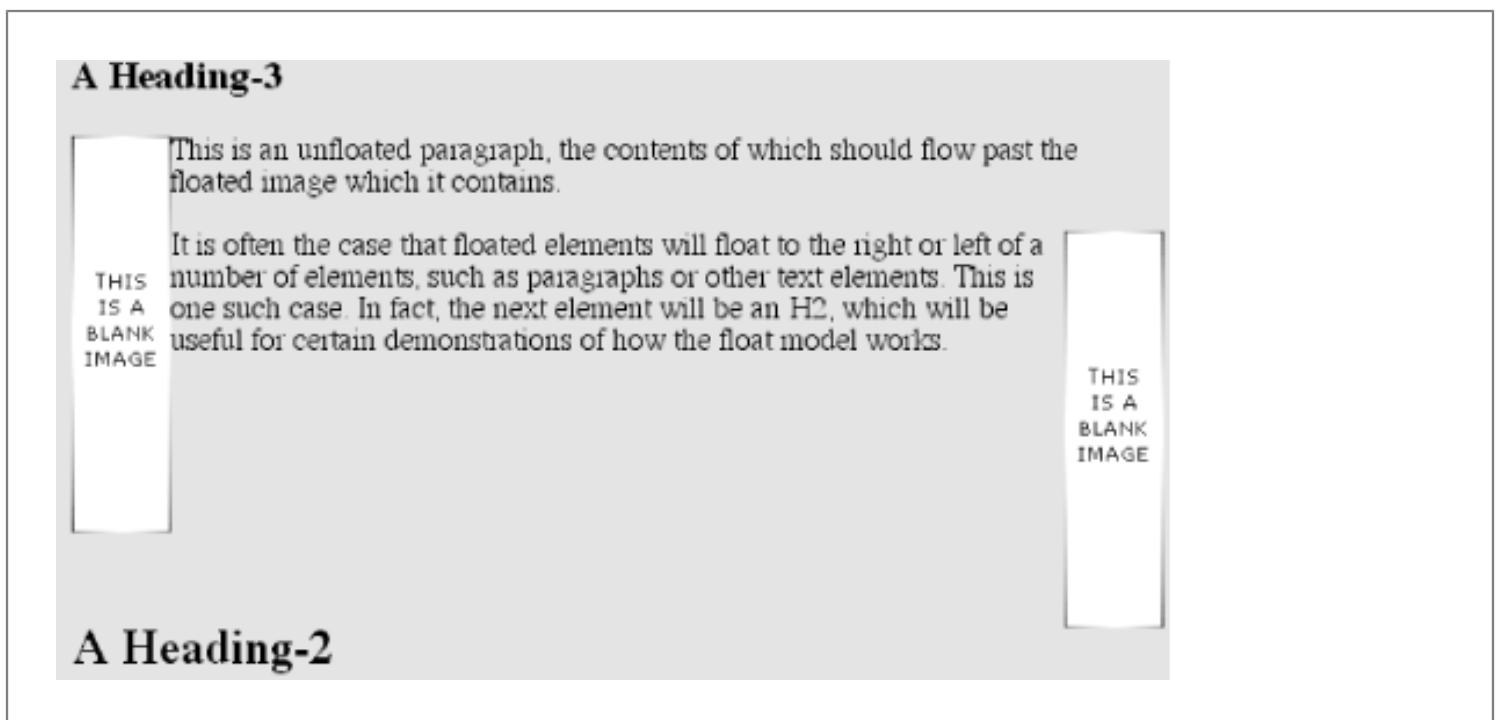 A Heading-3
This is an unfloated paragraph, the contents of which should flow past the
floated image which it contains.
It is often the case that floated elements will float to the right or left of a
number of elements, such as paragraphs or other text elements. This is
one such case. In fact, the next element will be an H2, which will be
useful for certain demonstrations of how the float model works.
THIS
IS A
BLANK
IMAGE
THIS
IS A
BLANK
IMAGE
A Heading-2